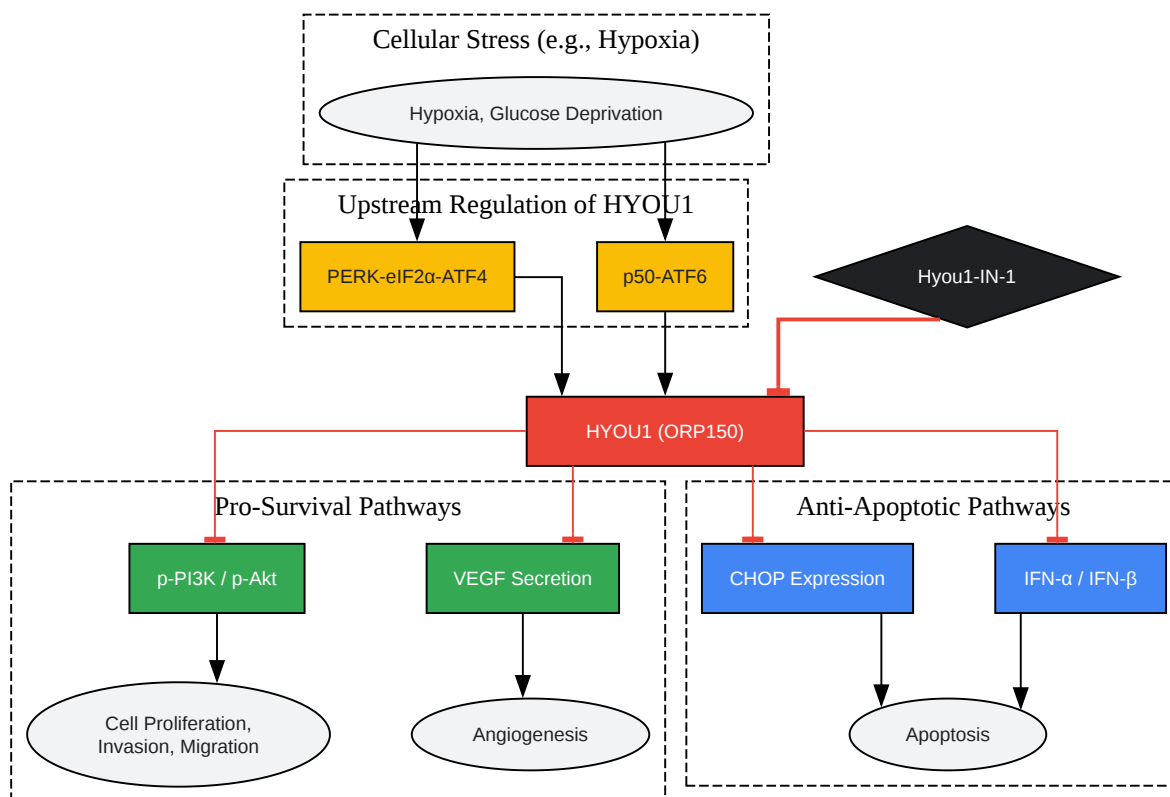 Cellular Stress (e.g., Hypoxia)
Hypoxia, Glucose Deprivation
Upstream Regulation of HYOU1
PERK-eIF2α-ATF4
p50-ATF6
Hyou1-IN-1
HYOU1 (ORP150)
Pro-Survival Pathways
Anti-Apoptotic Pathways
p-PI3K / p-Akt
VEGF Secretion
CHOP Expression
IFN-α / IFN-β
Cell Proliferation,
Invasion, Migration
Angiogenesis
Apoptosis